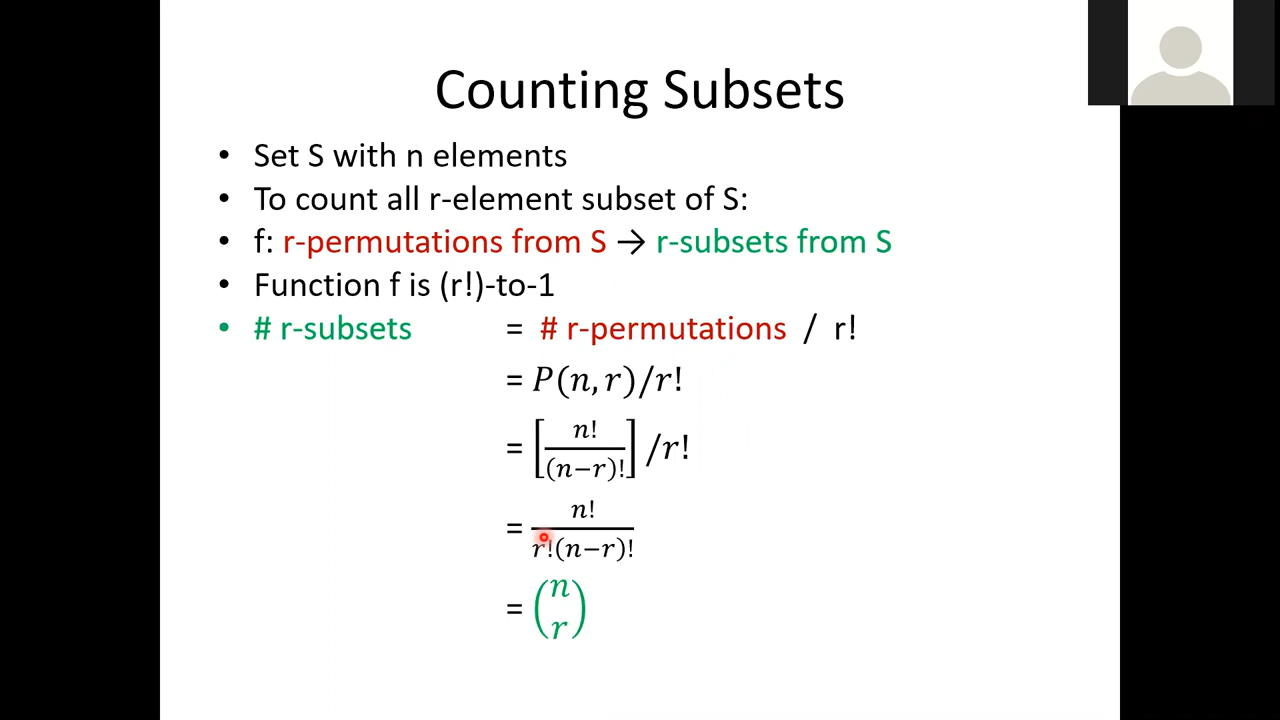 Counting Subsets
• Set S with n elements
• To count all r-element subset of S:
• f: r-permutations from S → r-subsets from S
• Function f is (r!)-to-1
• # r-subsets = # r-permutations / r!
= P(n, r)/r!
= [n!/(n−r)!] /r!
= n!/r!(n−r)!
= (n r)